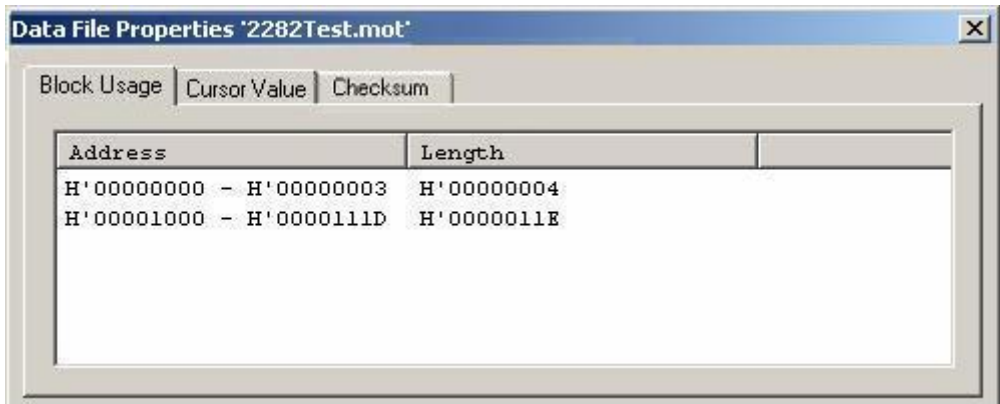 Data File Properties '2282Test.mot'
Block Usage Cursor Value Checksum
Address Length
H'00000000 - H'00000003 H'00000004
H'00001000 - H'0000111D H'0000011E